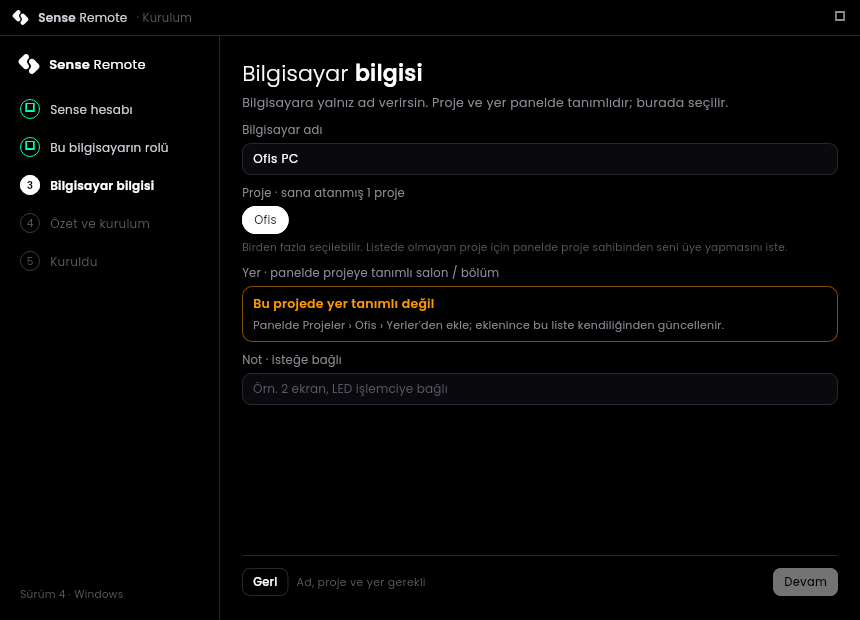 Sense Remote · Kurulum
Sense Remote
Sense hesabı
Bu bilgisayarın rolü
3 Bilgisayar bilgisi
4 Özet ve kurulum
5 Kuruldu
Sürüm 4 · Windows
Bilgisayar bilgisi
Bilgisayara yalnız ad verirsin. Proje ve yer panelde tanımlıdır; burada seçilir.
Bilgisayar adı
Ofis PC
Proje · sana atanmış 1 proje
Ofis
Birden fazla seçilebilir. Listede olmayan proje için panelde proje sahibinden seni üye yapmasını iste.
Yer · panelde projeye tanımlı salon / bölüm
Bu projede yer tanımlı değil
Panelde Projeler › Ofis › Yerler'den ekle; eklenince bu liste kendiliğinden güncellenir.
Not · isteğe bağlı
Örn. 2 ekran, LED işlemciye bağlı
Geri Ad, proje ve yer gerekli Devam